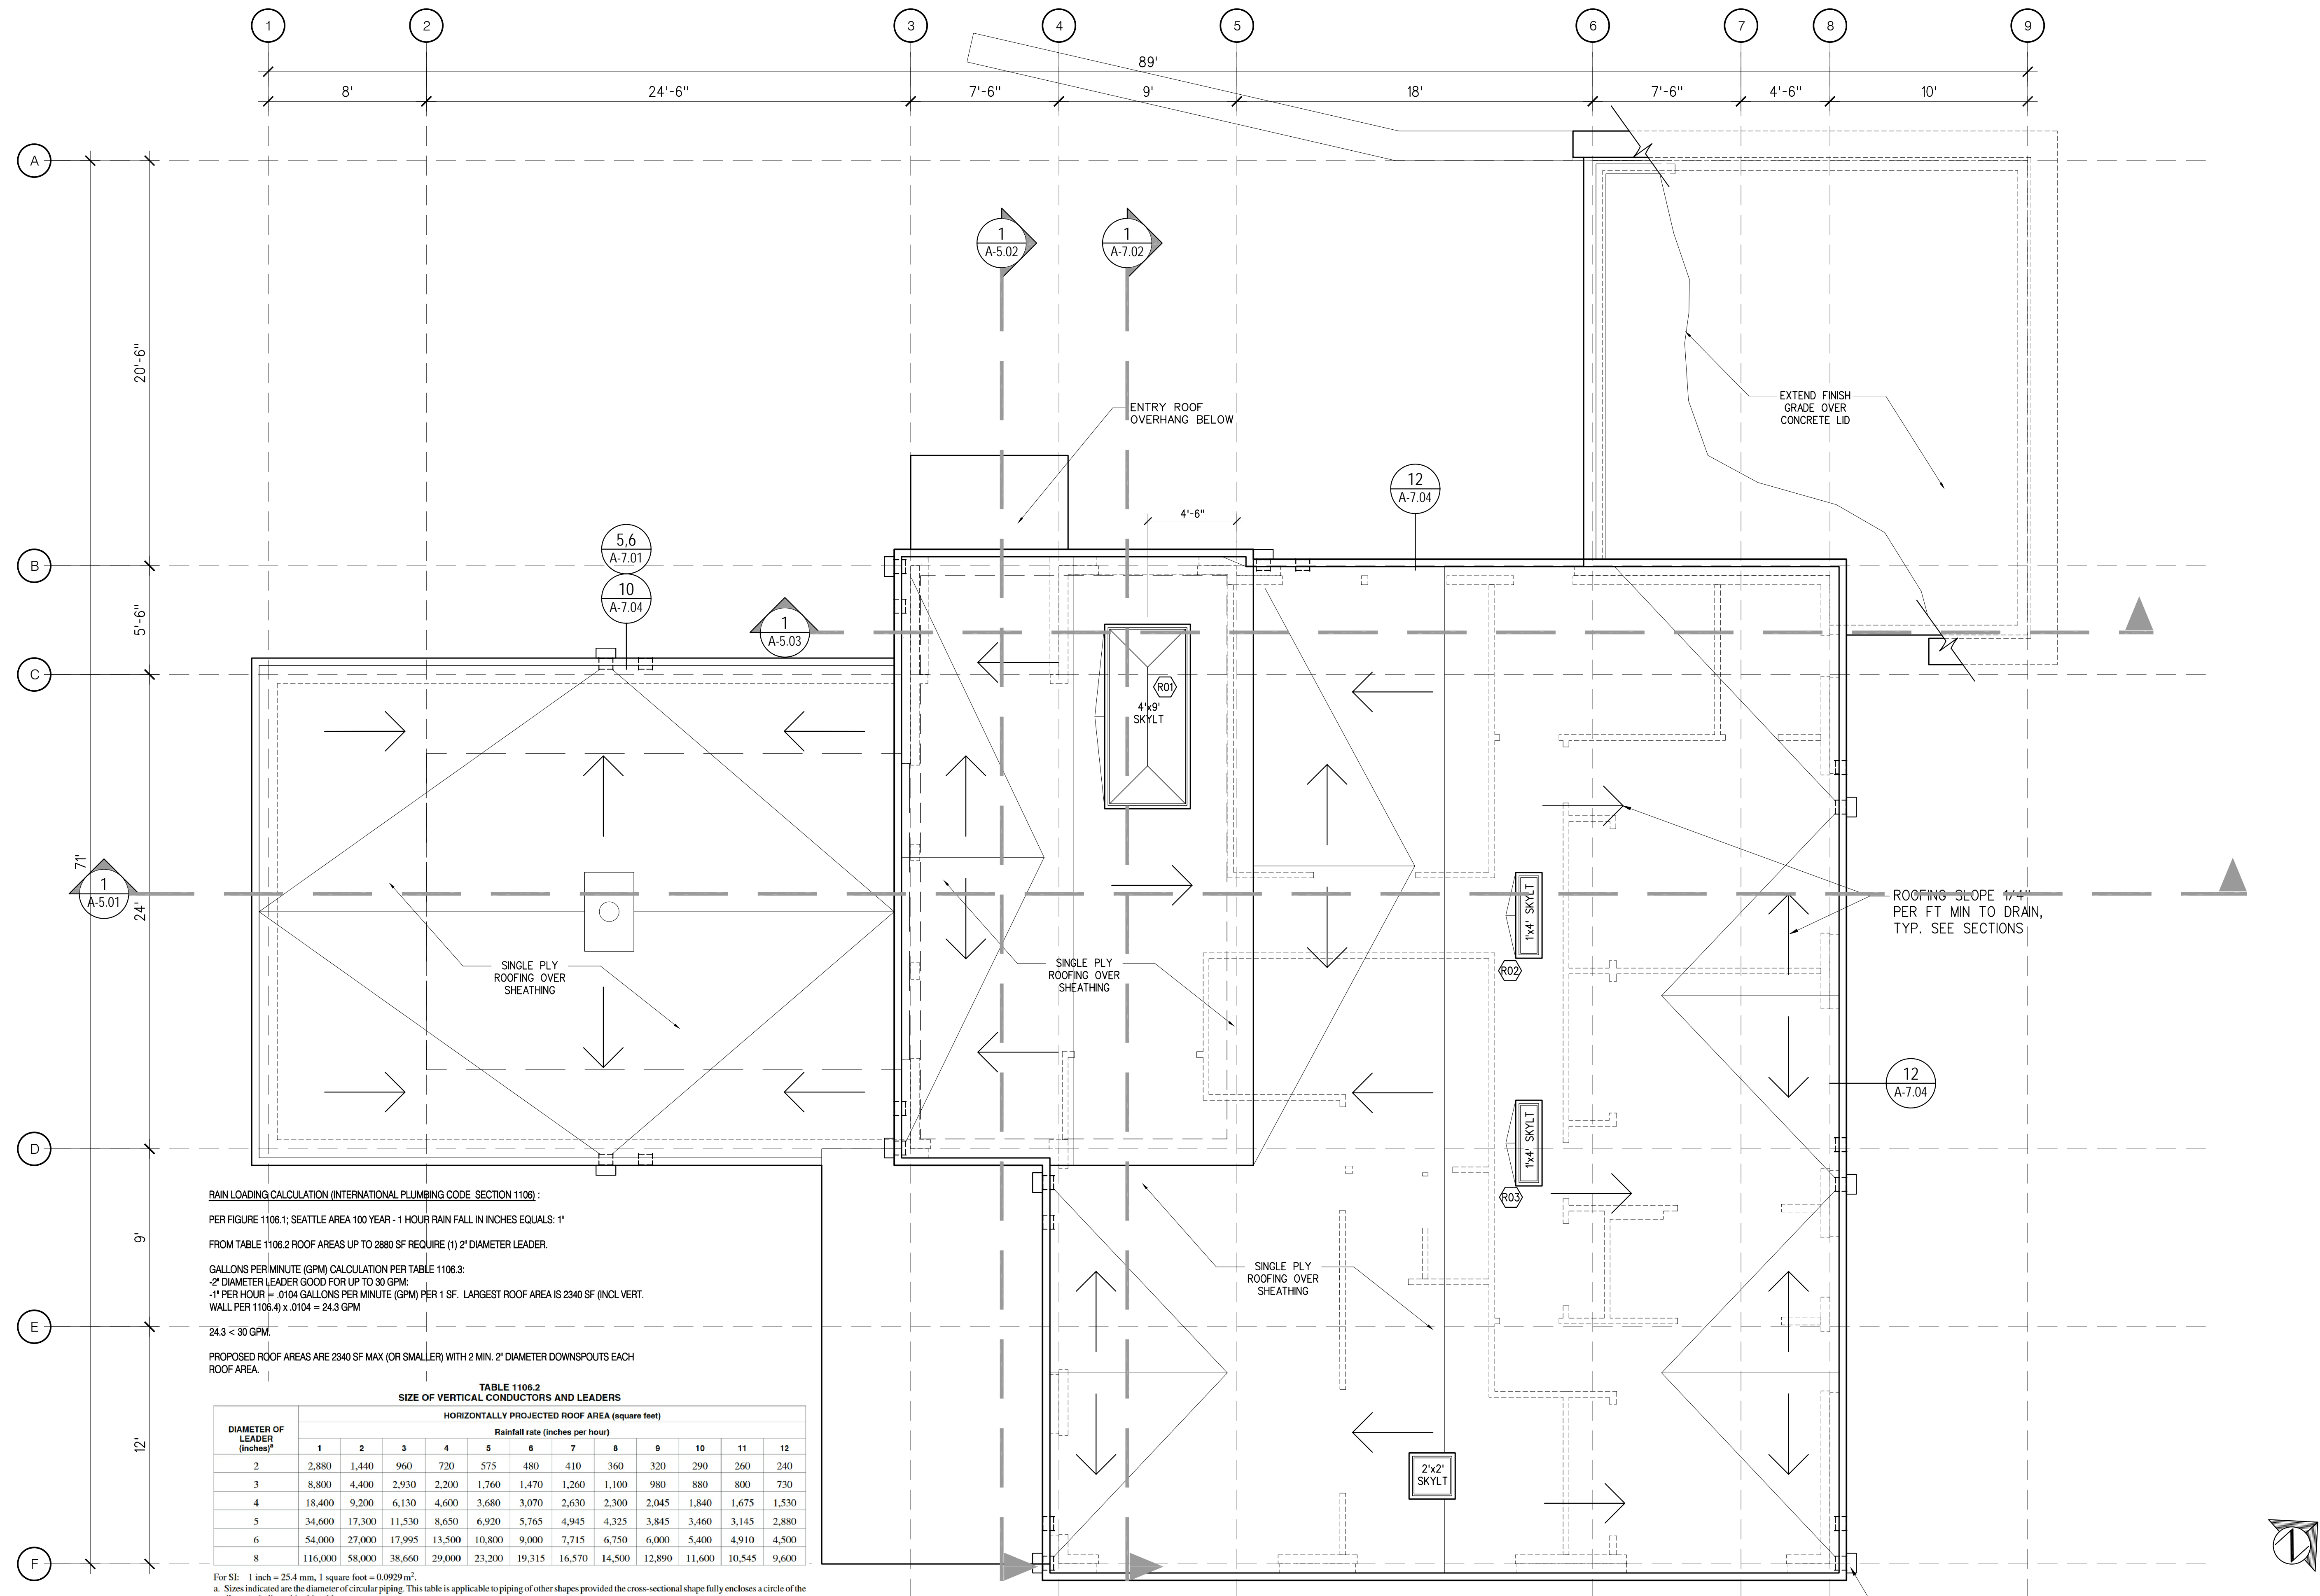 1
2
3
4
5
6
7
8
9
89'
8'
24'-6"
7'-6"
9'
18'
7'-6"
4'-6"
10'
A
B
C
D
E
F
20'-6"
5'-6"
71'
24'
9'
12'
1
A-5.02
1
A-7.02
ENTRY ROOF
OVERHANG BELOW
EXTEND FINISH
GRADE OVER
CONCRETE LID
12
A-7.04
4'-6"
5,6
A-7.01
10
A-7.04
1
A-5.03
R01
4'x9'
SKYLT
1
A-5.01
1'x4' SKYLT
R02
ROOFING SLOPE 1/4"
PER FT MIN TO DRAIN,
TYP. SEE SECTIONS
SINGLE PLY
ROOFING OVER
SHEATHING
SINGLE PLY
ROOFING OVER
SHEATHING
12
A-7.04
1'x4' SKYLT
R03
SINGLE PLY
ROOFING OVER
SHEATHING
2'x2'
SKYLT
RAIN LOADING CALCULATION (INTERNATIONAL PLUMBING CODE SECTION 1106) :
PER FIGURE 1106.1; SEATTLE AREA 100 YEAR - 1 HOUR RAIN FALL IN INCHES EQUALS: 1"
FROM TABLE 1106.2 ROOF AREAS UP TO 2880 SF REQUIRE (1) 2" DIAMETER LEADER.
GALLONS PER MINUTE (GPM) CALCULATION PER TABLE 1106.3:
-2" DIAMETER LEADER GOOD FOR UP TO 30 GPM:
-1" PER HOUR = .0104 GALLONS PER MINUTE (GPM) PER 1 SF. LARGEST ROOF AREA IS 2340 SF (INCL VERT.
WALL PER 1106.4) x .0104 = 24.3 GPM
24.3 < 30 GPM.
PROPOSED ROOF AREAS ARE 2340 SF MAX (OR SMALLER) WITH 2 MIN. 2" DIAMETER DOWNSPOUTS EACH
ROOF AREA.
TABLE 1106.2
SIZE OF VERTICAL CONDUCTORS AND LEADERS
DIAMETER OF
LEADER
(inches)a
HORIZONTALLY PROJECTED ROOF AREA (square feet)
Rainfall rate (inches per hour)
1 2 3 4 5 6 7 8 9 10 11 12
2 2,880 1,440 960 720 575 480 410 360 320 290 260 240
3 8,800 4,400 2,930 2,200 1,760 1,470 1,260 1,100 980 880 800 730
4 18,400 9,200 6,130 4,600 3,680 3,070 2,630 2,300 2,045 1,840 1,675 1,530
5 34,600 17,300 11,530 8,650 6,920 5,765 4,945 4,325 3,845 3,460 3,145 2,880
6 54,000 27,000 17,995 13,500 10,800 9,000 7,715 6,750 6,000 5,400 4,910 4,500
8 116,000 58,000 38,660 29,000 23,200 19,315 16,570 14,500 12,890 11,600 10,545 9,600
For SI: 1 inch = 25.4 mm, 1 square foot = 0.0929 m2.
a. Sizes indicated are the diameter of circular piping. This table is applicable to piping of other shapes provided the cross-sectional shape fully encloses a circle of the